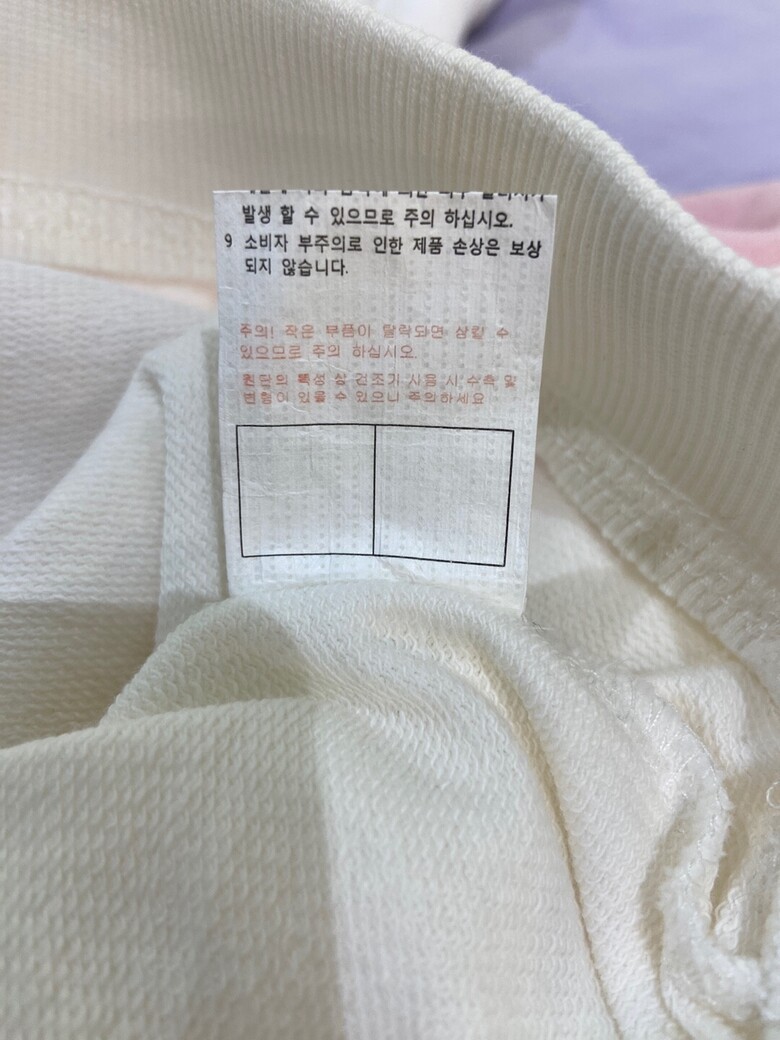 발생 할 수 있으므로 주의 하십시오.
9 소비자 부주의로 인한 제품 손상은 보상
되지 않습니다.
주의! 작은 부품이 탈락되면 삼킬 수
있으므로 주의 하십시오.
원단의 특성 상 건조기 사용 시 수축 및
변형이 있을 수 있으니 주의하세요